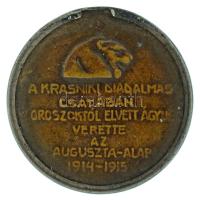 A KRASNIKI DIADALMAS
CSATÁBAN
OROSZOKTÓL ELVETT ÁGYÚ
VERETTE
AZ
AUGUSZTA-ALAP
1914-1915